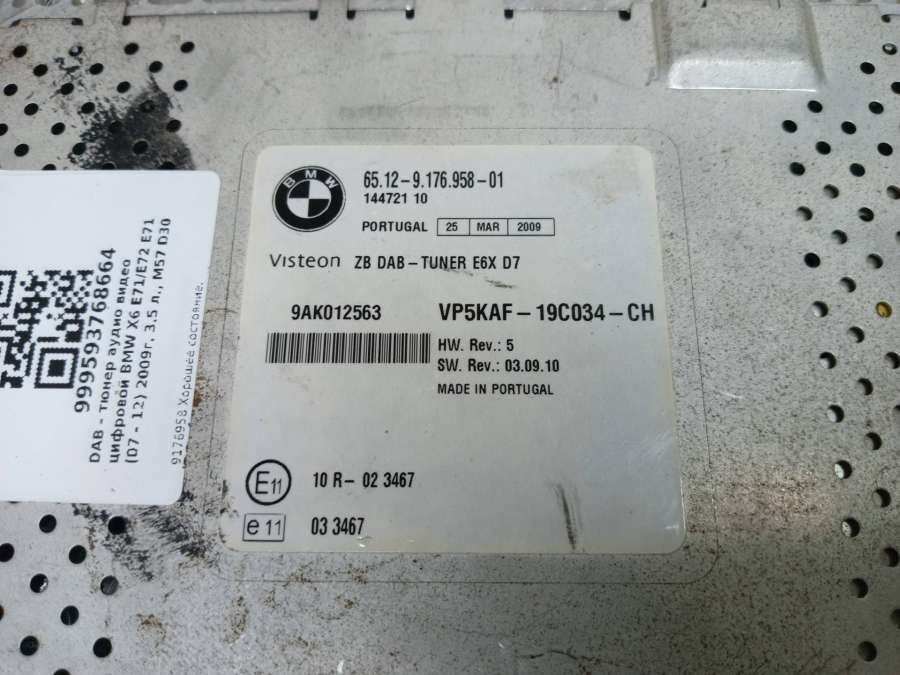 BMW
65.12-9.176.958-01
144721 10
PORTUGAL 25 MAR 2009
Visteon ZB DAB-TUNER E6X D7
9AK012563
VP5KAF-19C034-CH
HW. Rev.: 5
SW. Rev.: 03.09.10
MADE IN PORTUGAL
E11 10 R- 02 3467
e 11 03 3467
9995937768664
DAB - тюнер аудио видео
цифровой BMW X6 E71/E72 E71
(07 - 12) 2009г, 3.5 л., M57 D30
9176958 Хорошее состояние.